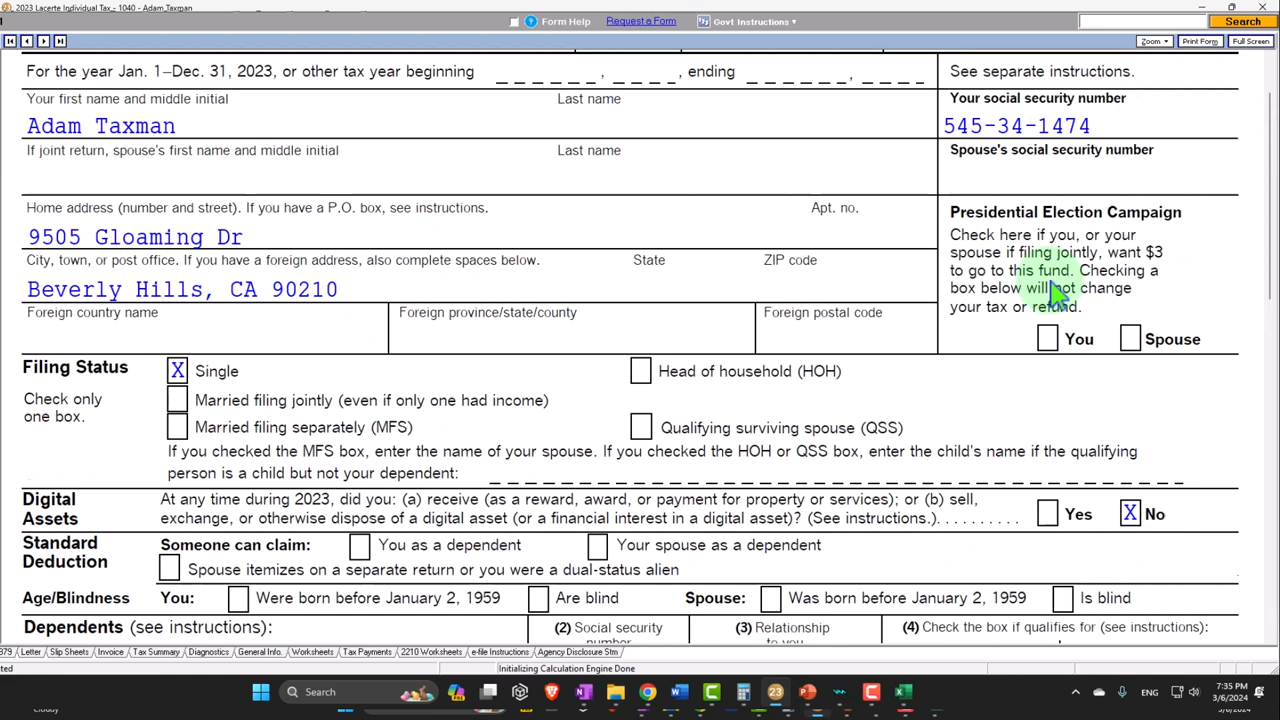 2023 Lacerte Individual Tax - 1040 - Adam_Taxman
Form Help Request a Form Govt Instructions Search
Zoom Print Form Full Screen
For the year Jan. 1–Dec. 31, 2023, or other tax year beginning , , ending , See separate instructions.
Your first name and middle initial Last name Your social security number
Adam Taxman 545-34-1474
If joint return, spouse's first name and middle initial Last name Spouse's social security number
Home address (number and street). If you have a P.O. box, see instructions. Apt. no.
9505 Gloaming Dr
City, town, or post office. If you have a foreign address, also complete spaces below. State ZIP code
Beverly Hills, CA 90210
Foreign country name Foreign province/state/county Foreign postal code
Presidential Election Campaign
Check here if you, or your
spouse if filing jointly, want $3
to go to this fund. Checking a
box below will not change
your tax or refund.
You Spouse
Filing Status
Check only
one box.
X Single Head of household (HOH)
Married filing jointly (even if only one had income)
Married filing separately (MFS) Qualifying surviving spouse (QSS)
If you checked the MFS box, enter the name of your spouse. If you checked the HOH or QSS box, enter the child's name if the qualifying
person is a child but not your dependent:
Digital
Assets
At any time during 2023, did you: (a) receive (as a reward, award, or payment for property or services); or (b) sell,
exchange, or otherwise dispose of a digital asset (or a financial interest in a digital asset)? (See instructions.) . . . . . . . . . . Yes X No
Standard
Deduction
Someone can claim: You as a dependent Your spouse as a dependent
Spouse itemizes on a separate return or you were a dual-status alien
Age/Blindness You: Were born before January 2, 1959 Are blind Spouse: Was born before January 2, 1959 Is blind
Dependents (see instructions): (2) Social security (3) Relationship (4) Check the box if qualifies for (see instructions):
number to you
879 Letter Slip Sheets Invoice Tax Summary Diagnostics General Info. Worksheets Tax Payments 2210 Worksheets e-file Instructions Agency Disclosure Stm
Initializing Calculation Engine Done
Search ENG 7:35 PM
3/6/2024
Cloudy